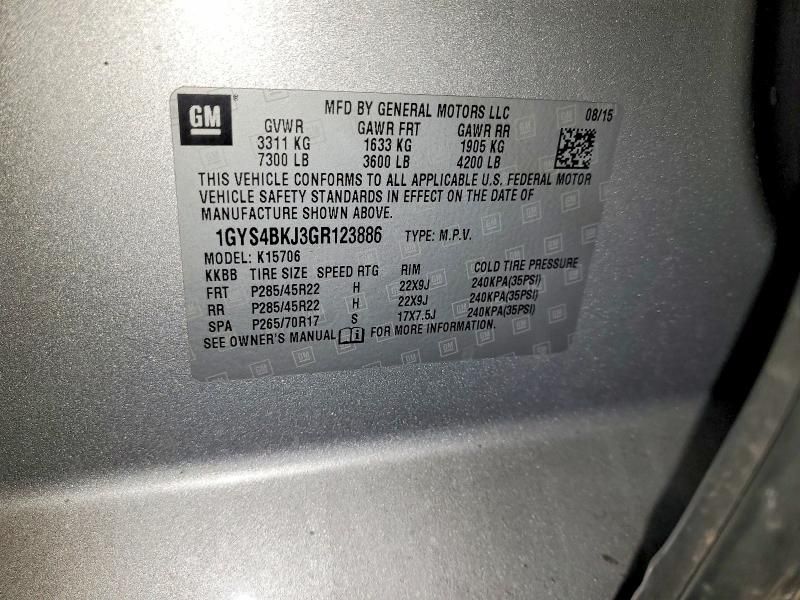 GM ® MFD BY GENERAL MOTORS LLC 08/15
GVWR GAWR FRT GAWR RR
3311 KG 1633 KG 1905 KG
7300 LB 3600 LB 4200 LB
THIS VEHICLE CONFORMS TO ALL APPLICABLE U.S. FEDERAL MOTOR
VEHICLE SAFETY STANDARDS IN EFFECT ON THE DATE OF
MANUFACTURE SHOWN ABOVE.
1GYS4BKJ3GR123886 TYPE: M.P.V.
MODEL: K15706
KKBB TIRE SIZE SPEED RTG RIM COLD TIRE PRESSURE
FRT P285/45R22 H 22X9J 240KPA(35PSI)
RR P285/45R22 H 22X9J 240KPA(35PSI)
SPA P265/70R17 S 17X7.5J 240KPA(35PSI)
SEE OWNER'S MANUAL FOR MORE INFORMATION.